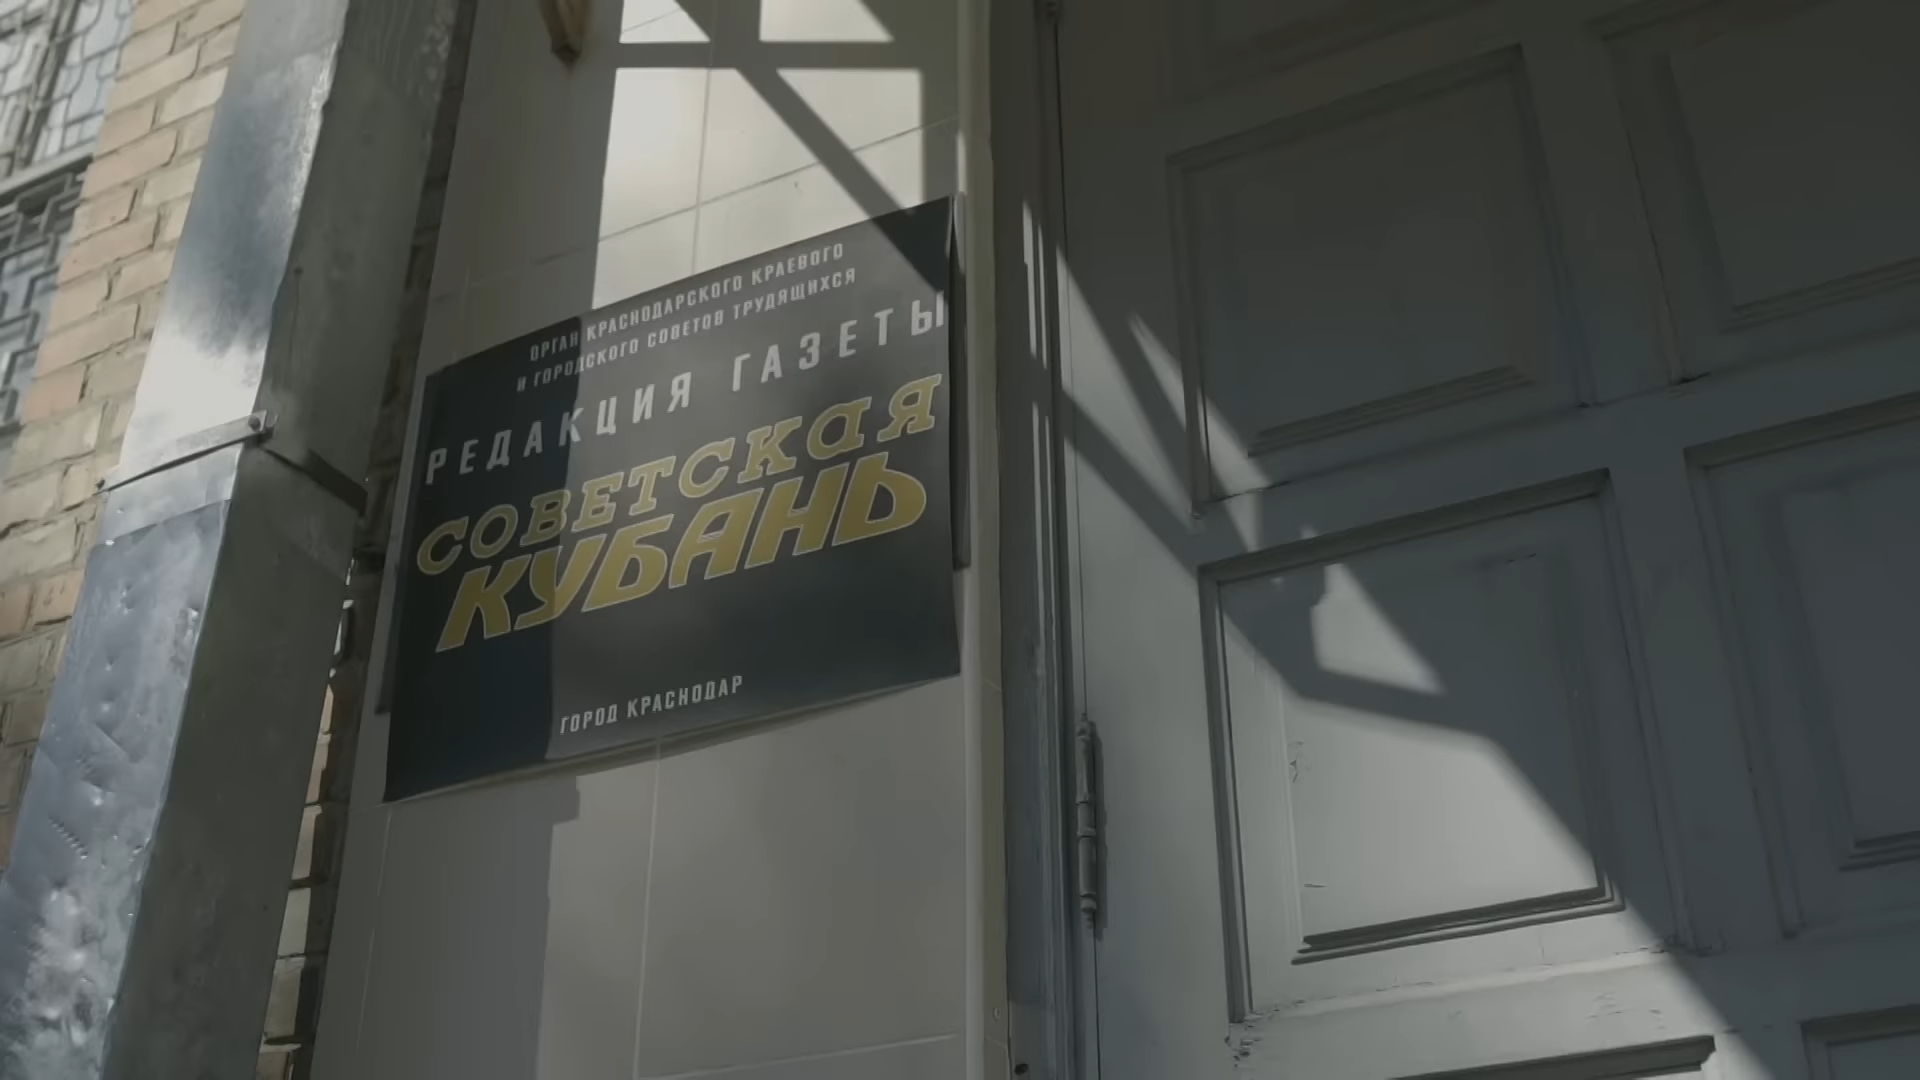 ОРГАН КРАСНОДАРСКОГО КРАЕВОГО
И ГОРОДСКОГО СОВЕТОВ ТРУДЯЩИХСЯ
РЕДАКЦИЯ ГАЗЕТЫ
СОВЕТСКАЯ
КУБАНЬ
ГОРОД КРАСНОДАР